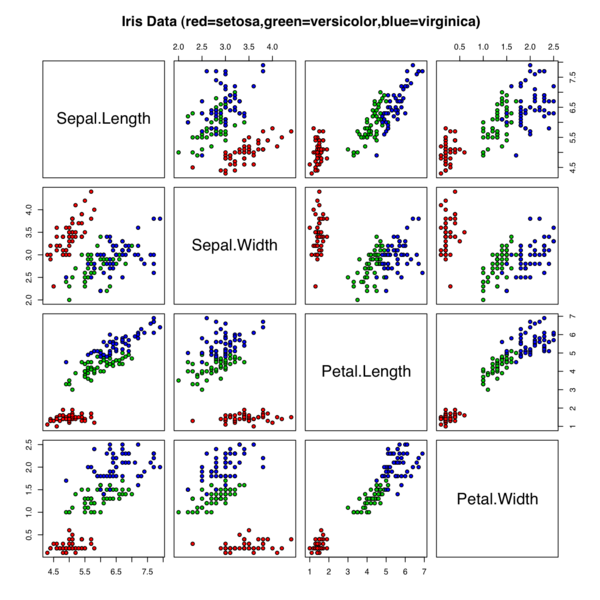 Iris Data (red=setosa,green=versicolor,blue=virginica)
2.0 3.0 4.0
0.5 1.0 1.5 2.0 2.5
Sepal.Length
4.5 5.5 6.5 7.5
2.0 2.5 3.0 3.5 4.0
Sepal.Width
Petal.Length
1 2 3 4 5 6 7
0.5 1.0 1.5 2.0 2.5
Petal.Width
4.5 5.5 6.5 7.5
1 2 3 4 5 6 7